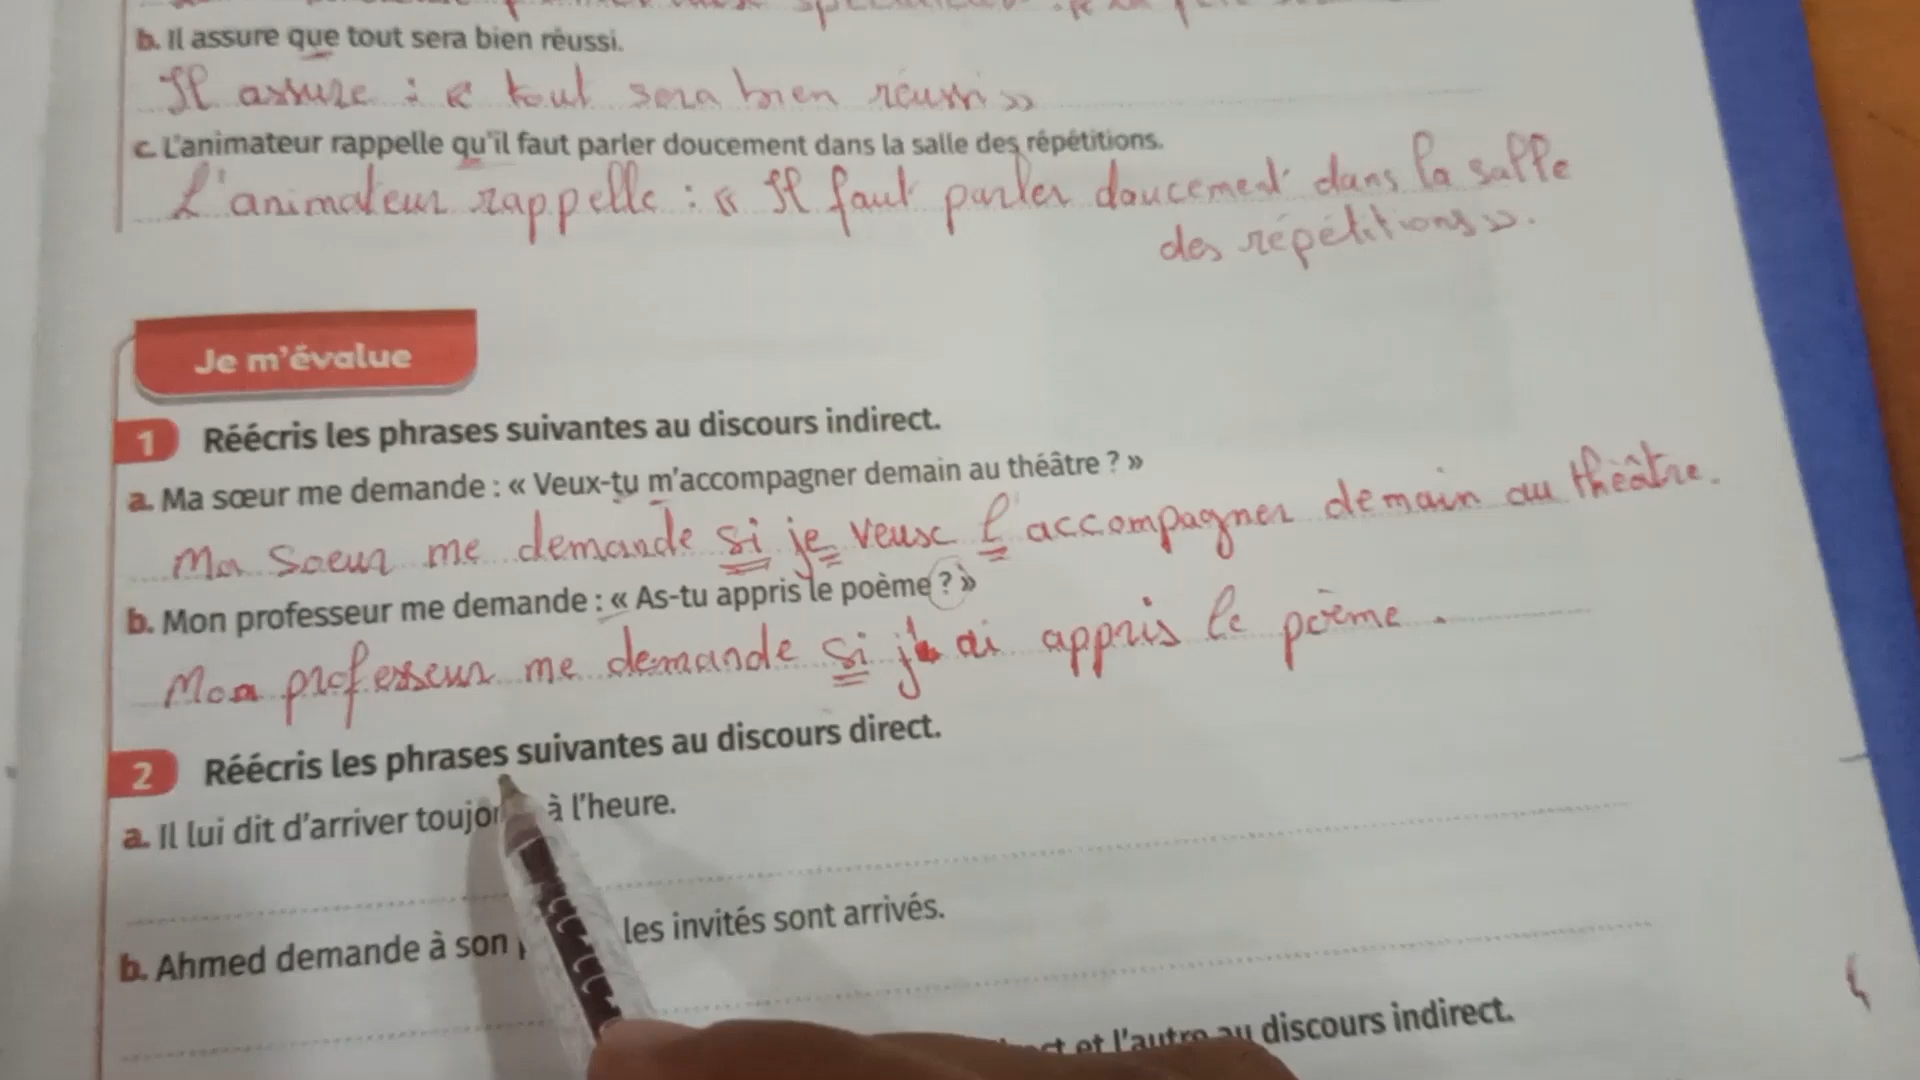 b. Il assure que tout sera bien réussi.
Il assure : « tout sera bien réussi »
c. L'animateur rappelle qu'il faut parler doucement dans la salle des répétitions.
L'animateur rappelle : « Il faut parler doucement dans la salle
des répétitions ».
Je m'évalue
1 Réécris les phrases suivantes au discours indirect.
a. Ma sœur me demande : « Veux-tu m'accompagner demain au théâtre ? »
Ma soeur me demande si je veux l'accompagner demain au théâtre.
b. Mon professeur me demande : « As-tu appris le poème ? »
Mon professeur me demande si j'ai appris le poème.
2 Réécris les phrases suivantes au discours direct.
a. Il lui dit d'arriver à l'heure.
b. Ahmed demande à son les invités sont arrivés.
et l'autre au discours indirect.